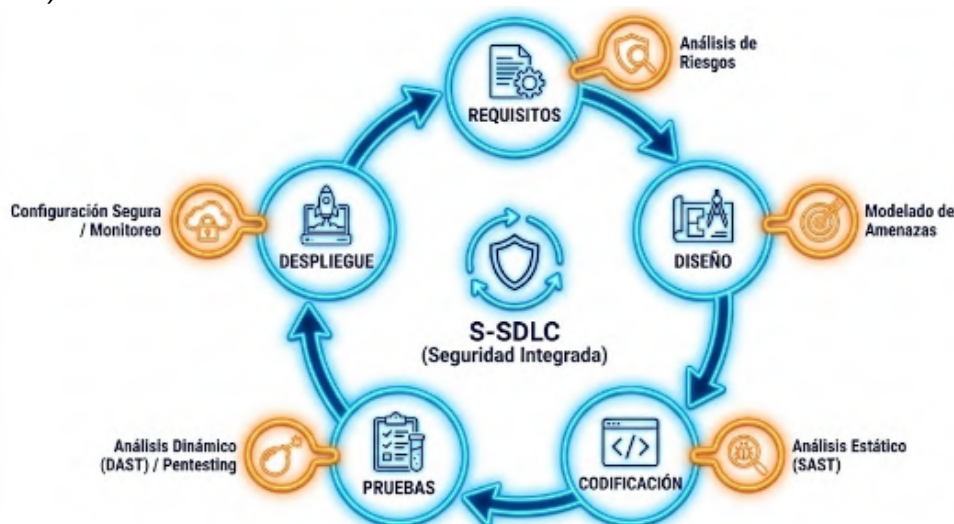 )
Análisis de
Riesgos
REQUISITOS
Configuración Segura
/ Monitoreo
DESPLIEGUE
Modelado de
Amenazas
DISEÑO
S-SDLC
(Seguridad Integrada)
Análisis Dinámico
(DAST) / Pentesting
PRUEBAS
</>
CODIFICACIÓN
Análisis Estático
(SAST)